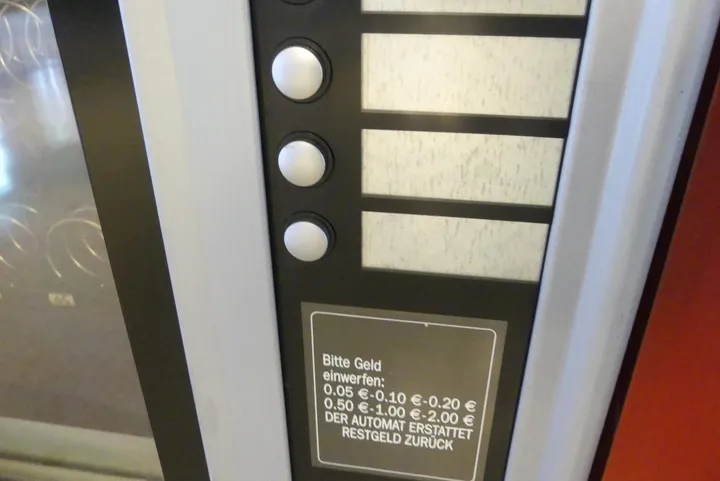 Bitte Geld
einwerfen:
0.05 €-0.10 €-0.20 €
0.50 €-1.00 €-2.00 €
DER AUTOMAT ERSTATTET
RESTGELD ZURÜCK